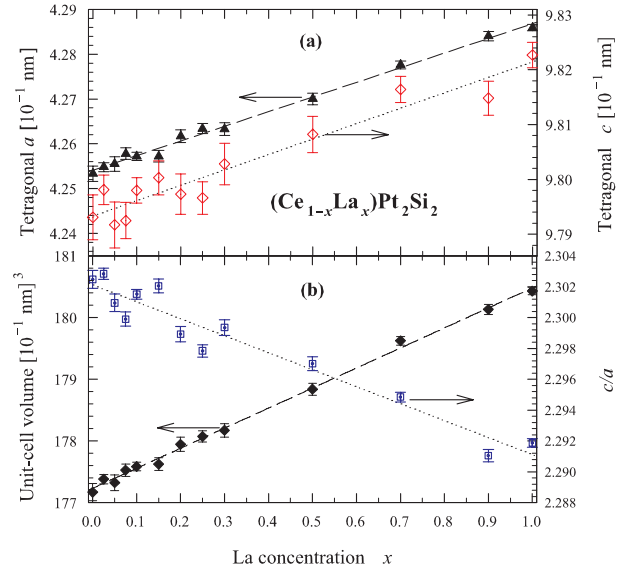 4.29
4.28
4.27
4.26
4.25
4.24
Tetragonal a [10⁻¹ nm]
(a)
(Ce₁₋ₓLaₓ)Pt₂Si₂
9.83
9.82
9.81
9.80
9.79
Tetragonal c [10⁻¹ nm]
181
180
179
178
177
Unit-cell volume [10⁻¹ nm]³
(b)
2.304
2.302
2.300
2.298
2.296
2.294
2.292
2.290
2.288
c/a
0.0 0.1 0.2 0.3 0.4 0.5 0.6 0.7 0.8 0.9 1.0
La concentration x